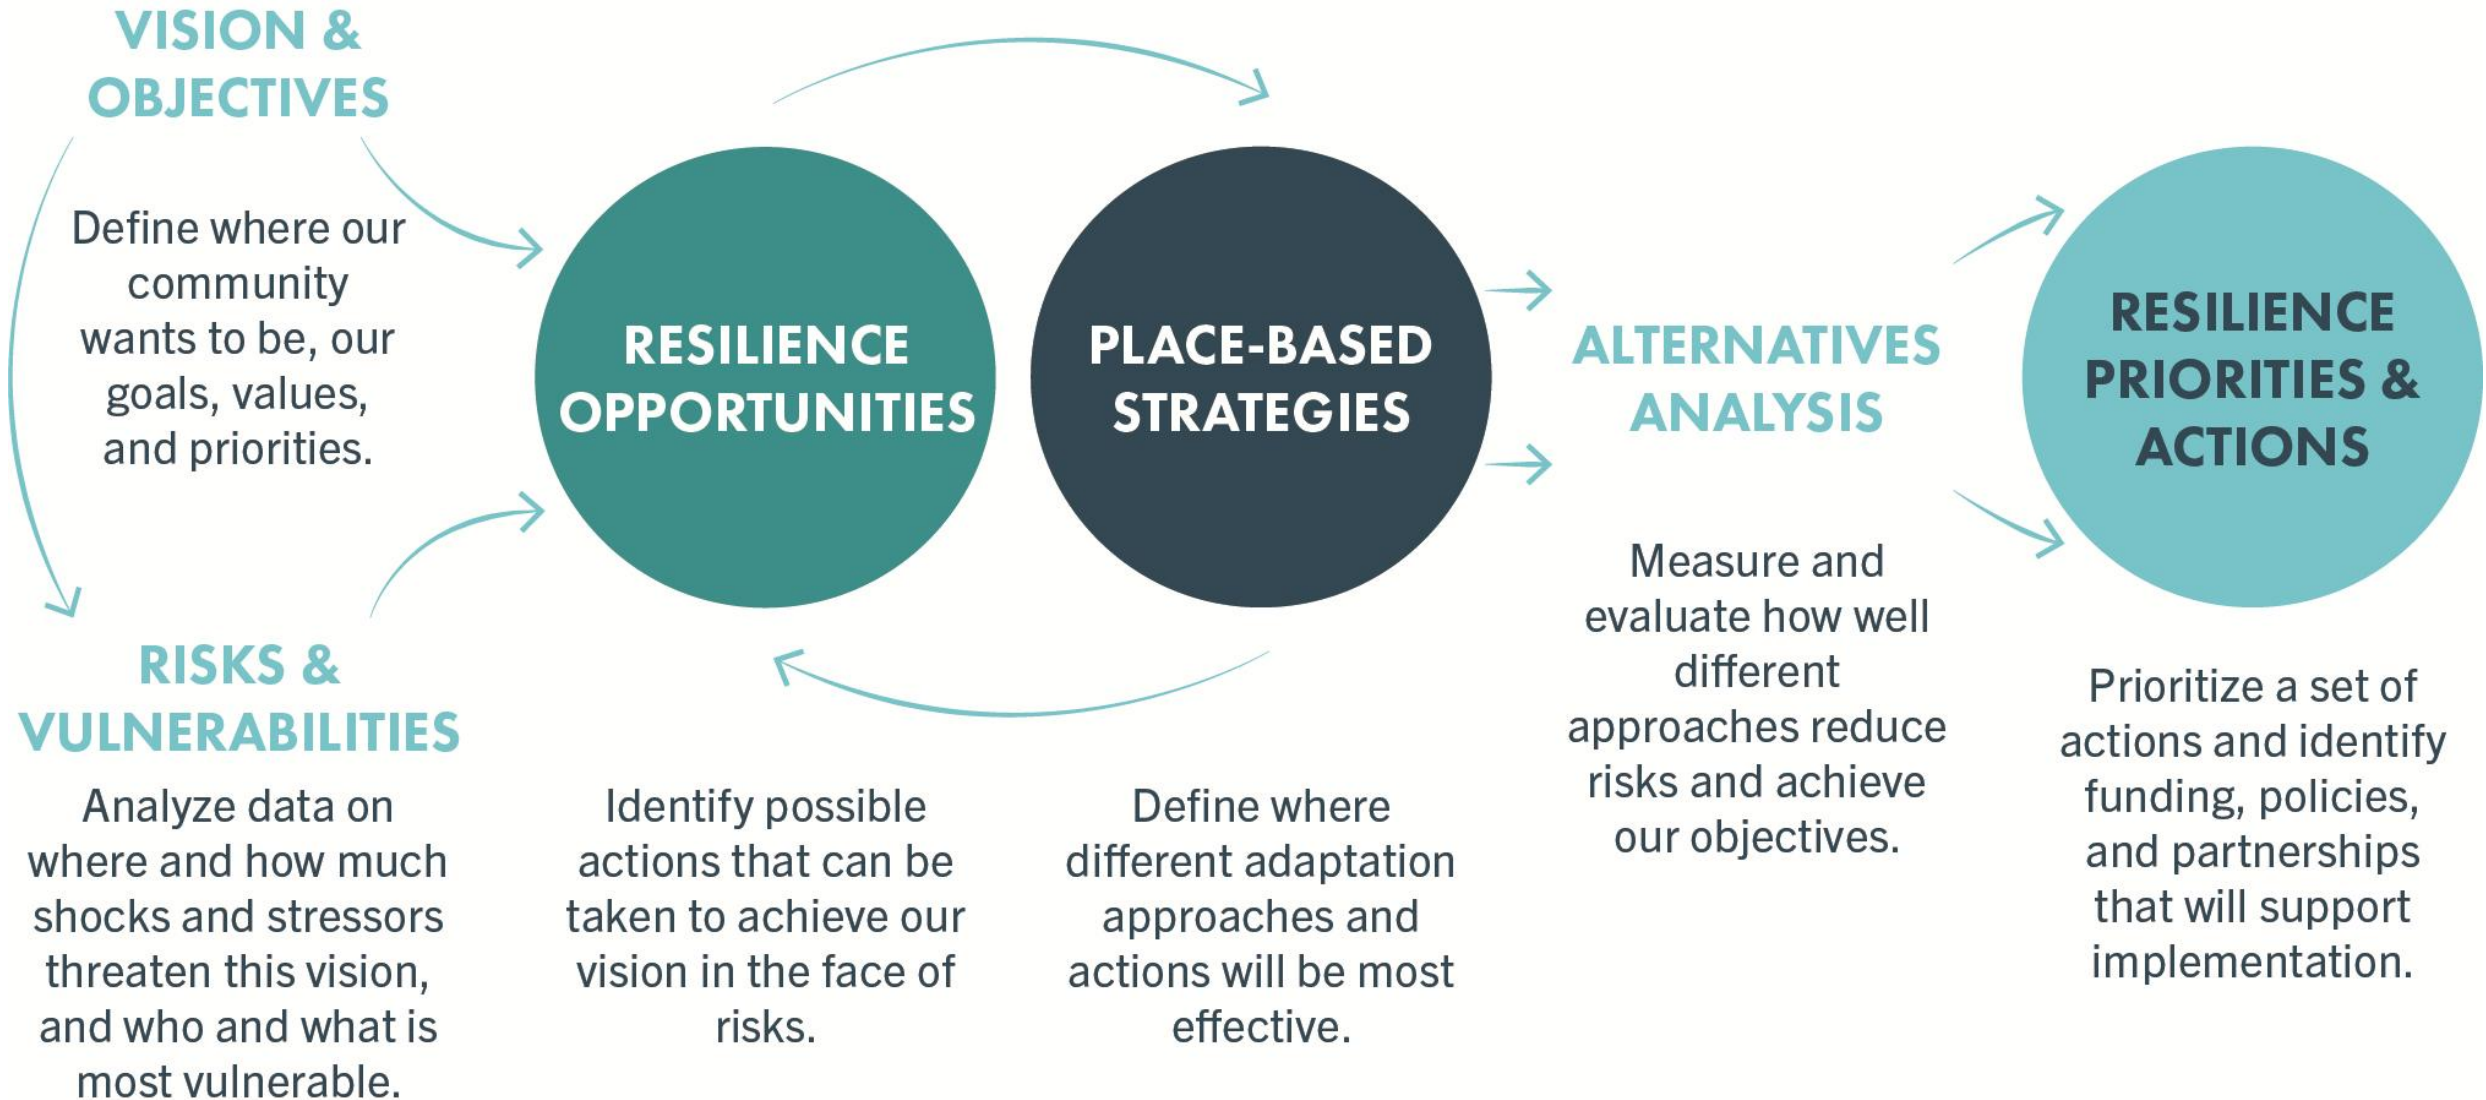 VISION &
OBJECTIVES
Define where our
community
wants to be, our
goals, values,
and priorities.
RISKS &
VULNERABILITIES
Analyze data on
where and how much
shocks and stressors
threaten this vision,
and who and what is
most vulnerable.
RESILIENCE
OPPORTUNITIES
Identify possible
actions that can be
taken to achieve our
vision in the face of
risks.
PLACE-BASED
STRATEGIES
Define where
different adaptation
approaches and
actions will be most
effective.
ALTERNATIVES
ANALYSIS
Measure and
evaluate how well
different
approaches reduce
risks and achieve
our objectives.
RESILIENCE
PRIORITIES &
ACTIONS
Prioritize a set of
actions and identify
funding, policies,
and partnerships
that will support
implementation.